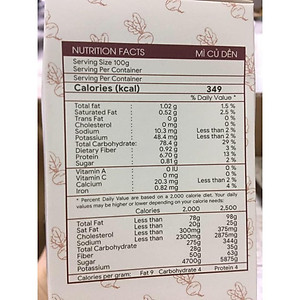 NUTRITION FACTS MÌ CỦ DỀN
Serving Size 100g
Serving Per Container
Serving Per Container
Calories (kcal) 349
% Daily Value *
Total fat : 1.02 g 1.5 %
Saturated Fat : 0.52 g 2.5 %
Trans Fat : 0 g
Cholesterol : 0 mg 0 %
Sodium : 10.3 mg Less than 2 %
Potassium : 48.4 mg Less than 2 %
Total Carbohydrate : 78.4 g 29 %
Dietary Fiber : 0.92 g 3 %
Protein : 6.70 g 13 %
Sugar : 0.81 g 2 %
Vitamin A : 0 IU
Vitamin C : 0 mg 0 %
Calcium : 20.3 mg Less than 2 %
Iron : 0.82 mg 4 %
* Percent Daily Value are based on a 2,000 calorie diet. Your daily
values may be higher or lower depending on your calorie needs:
Calories 2,000 2,500
Total Fat Less than 78g 98g
Sat Fat Less than 20g 25g
Cholesterol Less than 300mg 375mg
Sodium Less than 2300mg 2875mg
Total Carbohydrate 275g 344g
Fiber 28g 35g
Sugar Less than 50g 63g
Potassium 4700g 5875g
Calories per gram: Fat 9 Carbohydrate 4 Protein 4